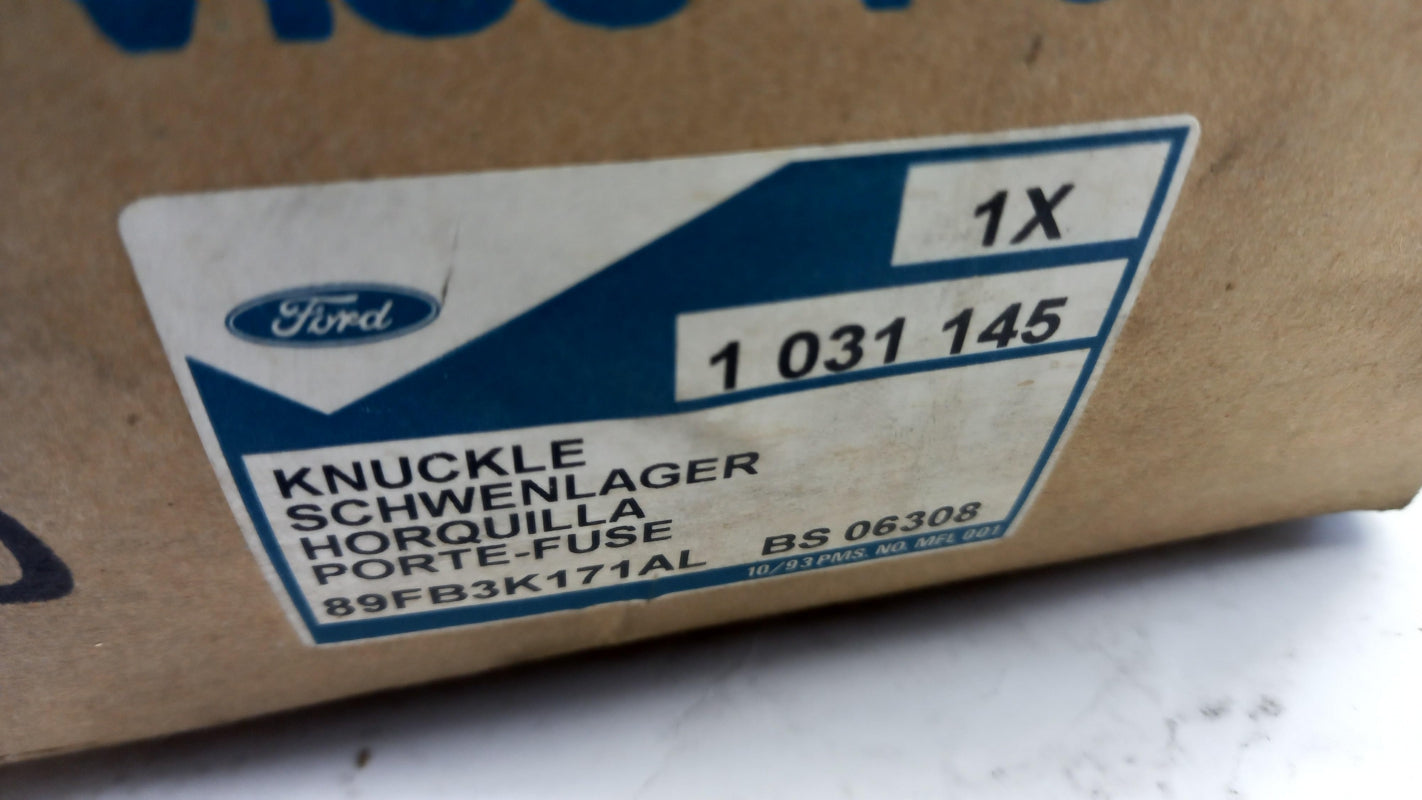 Ford
1X
1 031 145
KNUCKLE
SCHWENLAGER
HORQUILLA
PORTE-FUSE
89FB3K171AL BS 06308
10/93 PMS. NO. MFL 001